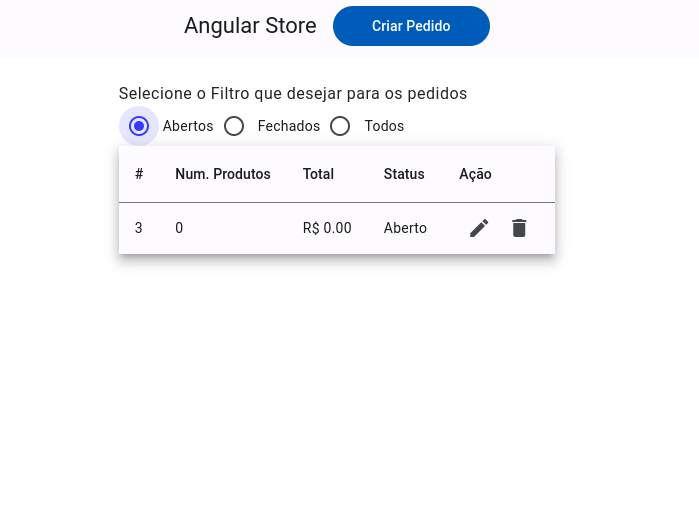 Angular Store Criar Pedido
Selecione o Filtro que desejar para os pedidos
Abertos Fechados Todos
# Num. Produtos Total Status Ação
3 0 R$ 0.00 Aberto